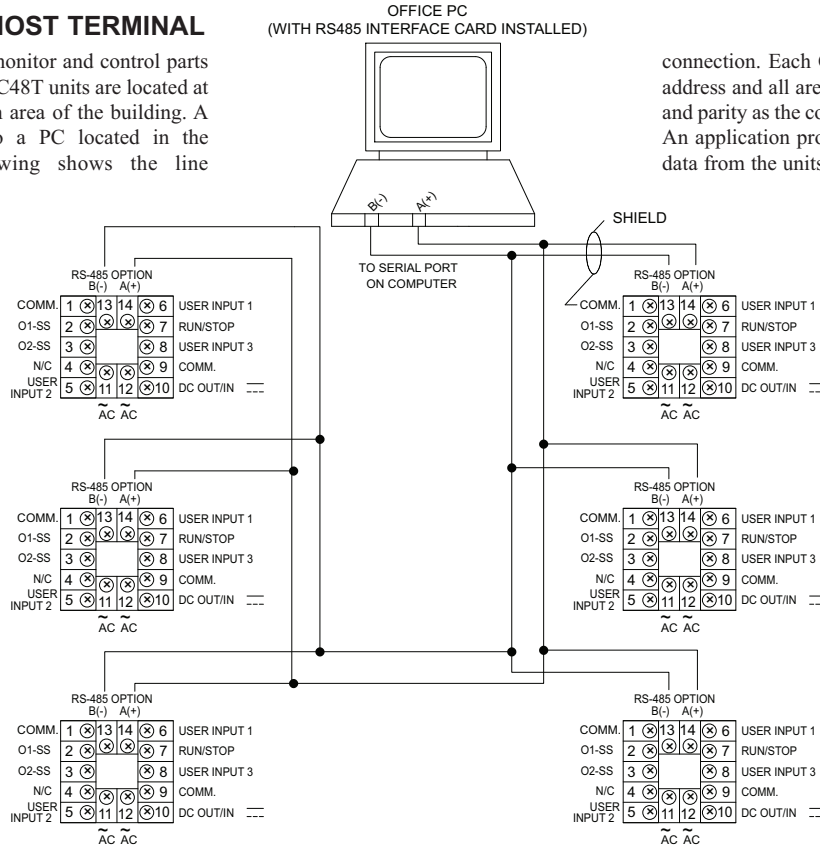 HOST TERMINAL
monitor and control parts
C48T units are located at
area of the building. A
a PC located in the
wing shows the line
OFFICE PC
(WITH RS485 INTERFACE CARD INSTALLED)
connection. Each
address and all are
and parity as the
An application
data from the units
B(-) A(+)
TO SERIAL PORT
ON COMPUTER
SHIELD
RS-485 OPTION
B(-) A(+)
COMM. 1 13 14 6 USER INPUT 1
O1-SS 2 7 RUN/STOP
O2-SS 3 8 USER INPUT 3
N/C 4 9 COMM.
USER INPUT 2 5 11 12 10 DC OUT/IN
AC AC
RS-485 OPTION
B(-) A(+)
COMM. 1 13 14 6 USER INPUT 1
O1-SS 2 7 RUN/STOP
O2-SS 3 8 USER INPUT 3
N/C 4 9 COMM.
USER INPUT 2 5 11 12 10 DC OUT/IN
AC AC
RS-485 OPTION
B(-) A(+)
COMM. 1 13 14 6 USER INPUT 1
O1-SS 2 7 RUN/STOP
O2-SS 3 8 USER INPUT 3
N/C 4 9 COMM.
USER INPUT 2 5 11 12 10 DC OUT/IN
AC AC
RS-485 OPTION
B(-) A(+)
COMM. 1 13 14 6 USER INPUT 1
O1-SS 2 7 RUN/STOP
O2-SS 3 8 USER INPUT 3
N/C 4 9 COMM.
USER INPUT 2 5 11 12 10 DC OUT/IN
AC AC
RS-485 OPTION
B(-) A(+)
COMM. 1 13 14 6 USER INPUT 1
O1-SS 2 7 RUN/STOP
O2-SS 3 8 USER INPUT 3
N/C 4 9 COMM.
USER INPUT 2 5 11 12 10 DC OUT/IN
AC AC
RS-485 OPTION
B(-) A(+)
COMM. 1 13 14 6 USER INPUT 1
O1-SS 2 7 RUN/STOP
O2-SS 3 8 USER INPUT 3
N/C 4 9 COMM.
USER INPUT 2 5 11 12 10 DC OUT/IN
AC AC